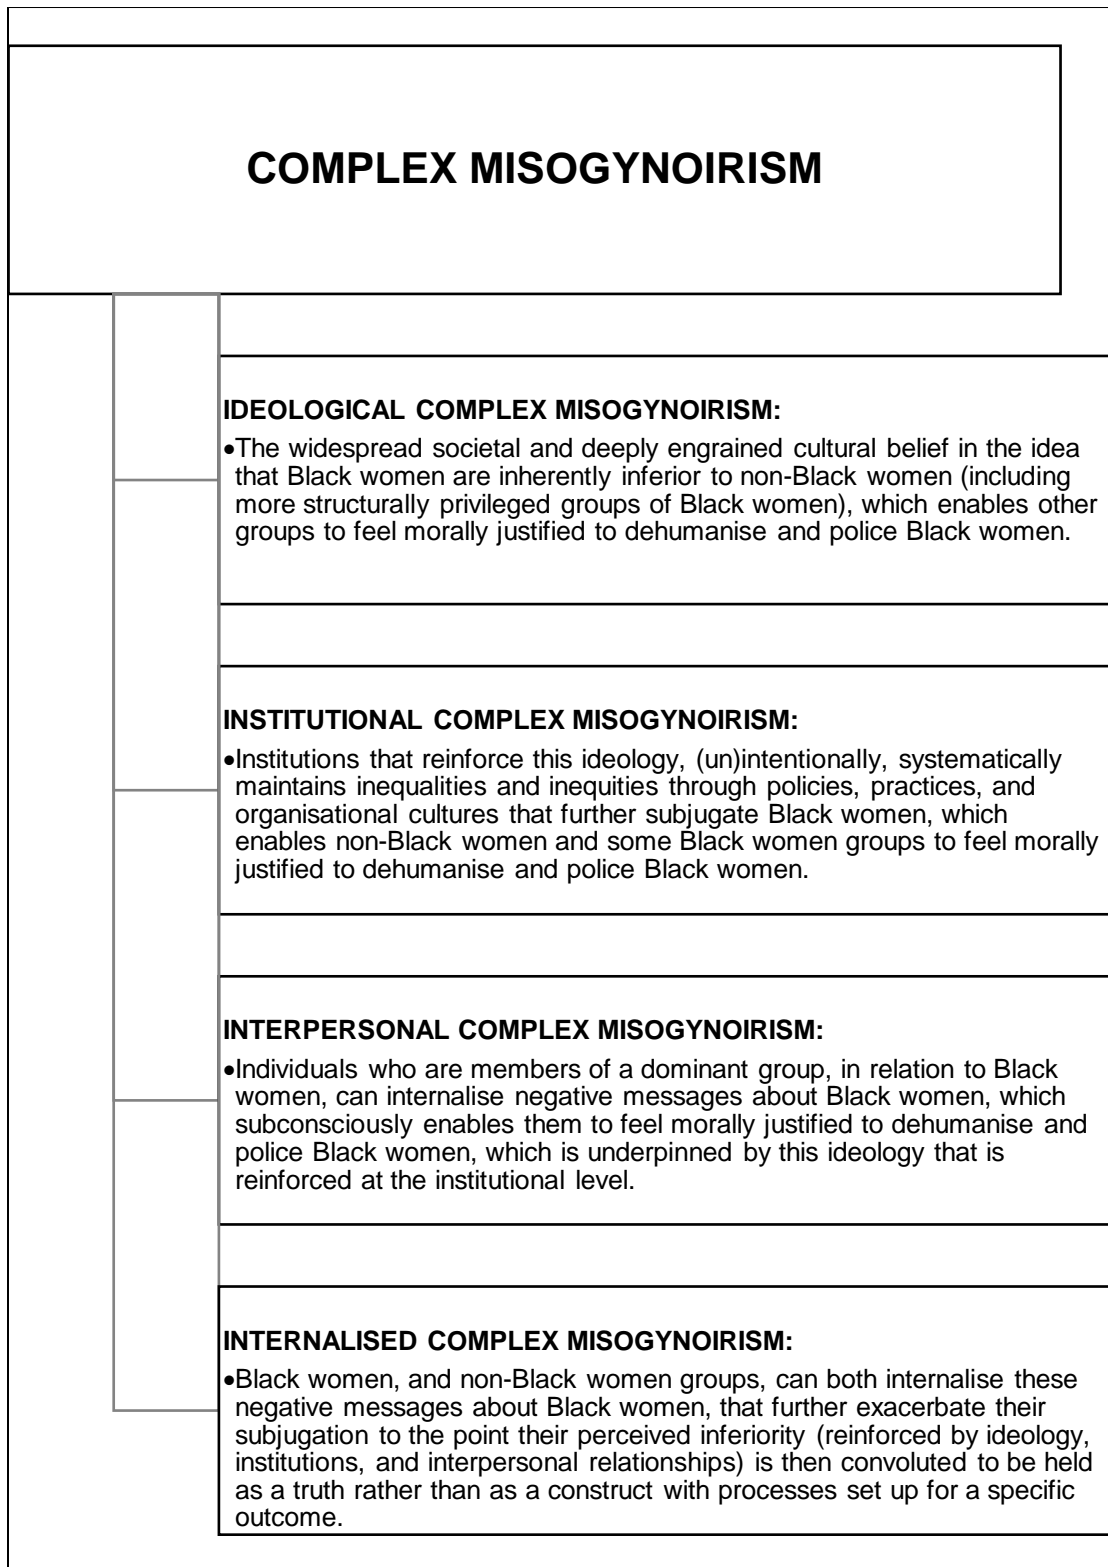 COMPLEX MISOGYNOIRISM
IDEOLOGICAL COMPLEX MISOGYNOIRISM:
•The widespread societal and deeply engrained cultural belief in the idea
that Black women are inherently inferior to non-Black women (including
more structurally privileged groups of Black women), which enables other
groups to feel morally justified to dehumanise and police Black women.
INSTITUTIONAL COMPLEX MISOGYNOIRISM:
•Institutions that reinforce this ideology, (un)intentionally, systematically
maintains inequalities and inequities through policies, practices, and
organisational cultures that further subjugate Black women, which
enables non-Black women and some Black women groups to feel morally
justified to dehumanise and police Black women.
INTERPERSONAL COMPLEX MISOGYNOIRISM:
•Individuals who are members of a dominant group, in relation to Black
women, can internalise negative messages about Black women, which
subconsciously enables them to feel morally justified to dehumanise and
police Black women, which is underpinned by this ideology that is
reinforced at the institutional level.
INTERNALISED COMPLEX MISOGYNOIRISM:
•Black women, and non-Black women groups, can both internalise these
negative messages about Black women, that further exacerbate their
subjugation to the point their perceived inferiority (reinforced by ideology,
institutions, and interpersonal relationships) is then convoluted to be held
as a truth rather than as a construct with processes set up for a specific
outcome.